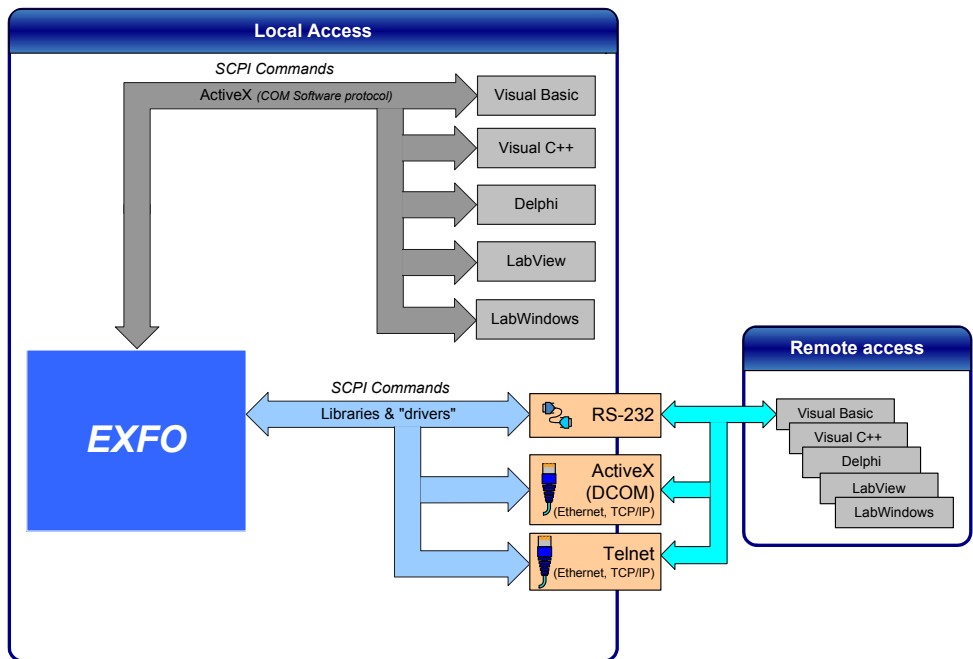 Local Access
SCPI Commands
ActiveX (COM Software protocol)
Visual Basic
Visual C++
Delphi
LabView
LabWindows
EXFO
SCPI Commands
Libraries & "drivers"
RS-232
ActiveX
(DCOM)
(Ethernet, TCP/IP)
Telnet
(Ethernet, TCP/IP)
Remote access
Visual Basic
Visual C++
Delphi
LabView
LabWindows